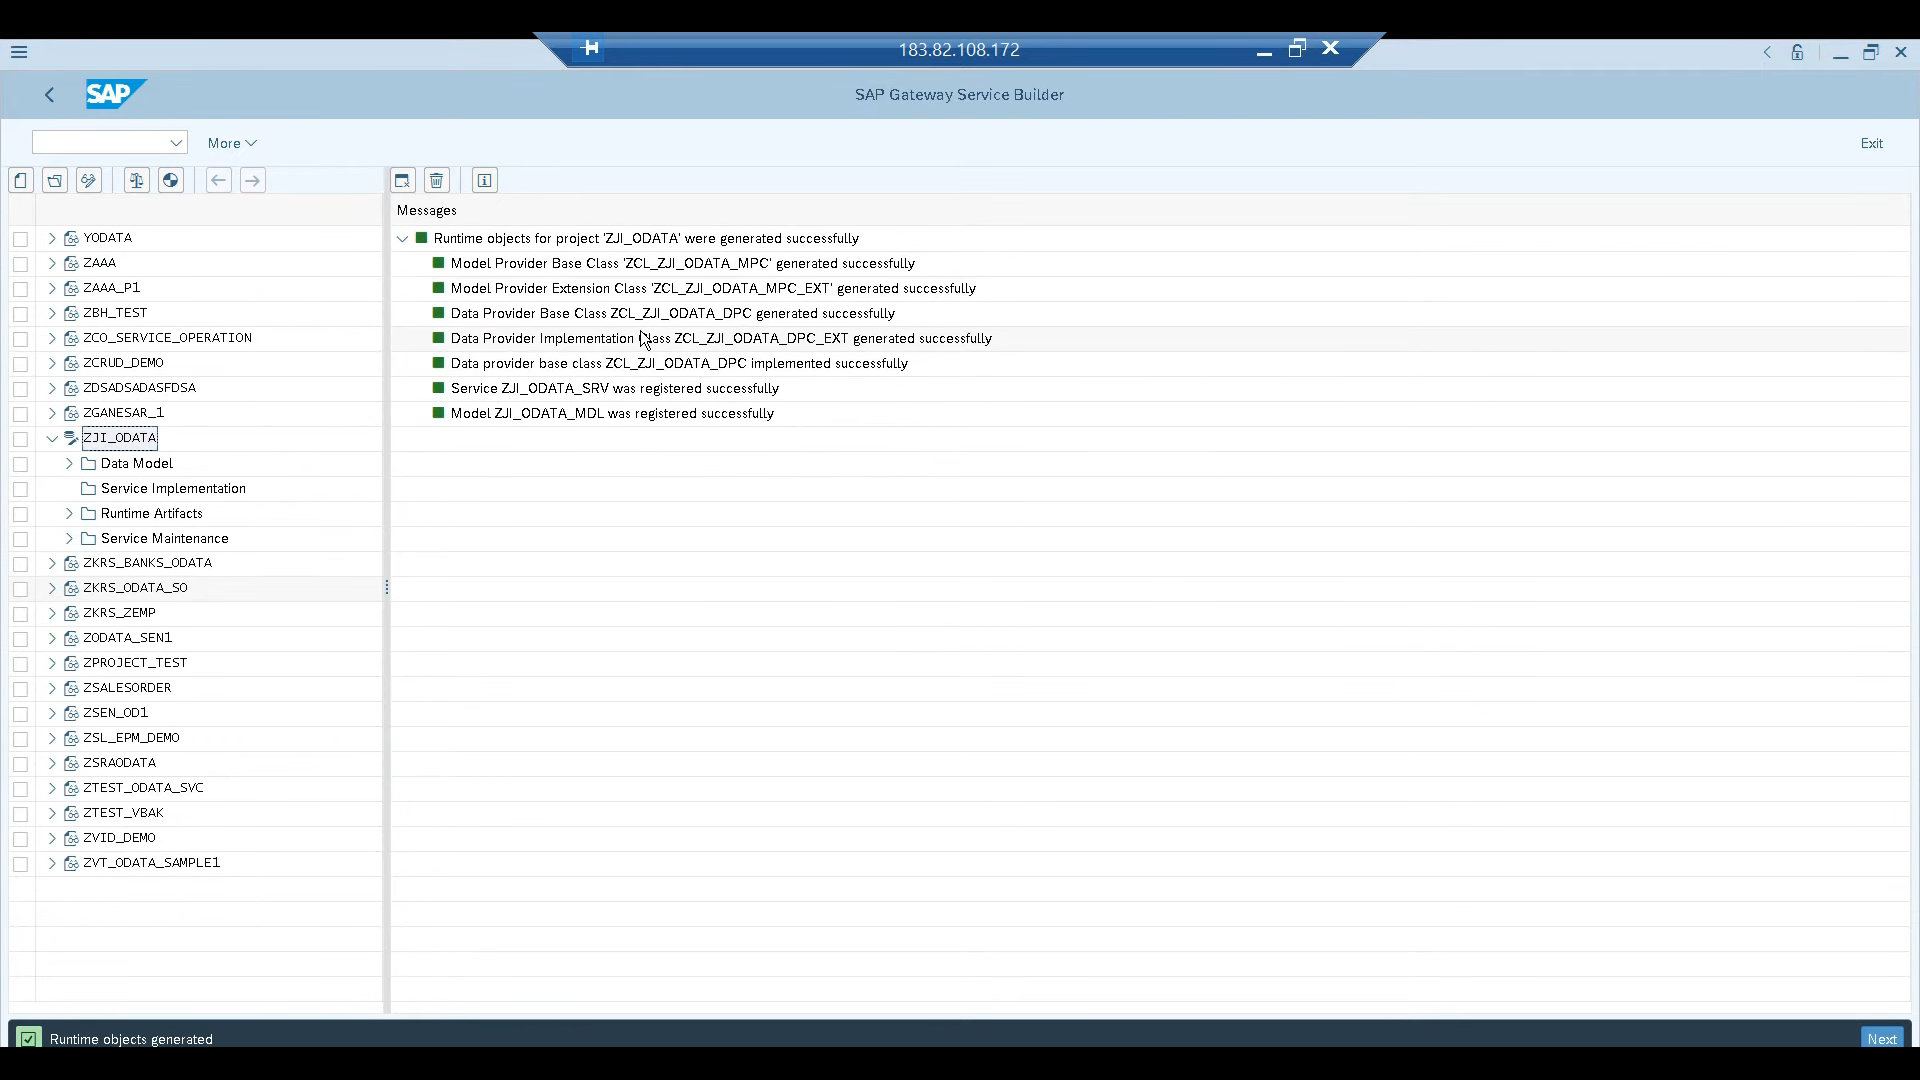 183.82.108.172
SAP
SAP Gateway Service Builder
More
Exit
Messages
YODATA
ZAAA
ZAAA_P1
ZBH_TEST
ZCO_SERVICE_OPERATION
ZCRUD_DEMO
ZDSADSADASFDSA
ZGANESAR_1
ZJI_ODATA
Data Model
Service Implementation
Runtime Artifacts
Service Maintenance
ZKRS_BANKS_ODATA
ZKRS_ODATA_SO
ZKRS_ZEMP
ZODATA_SEN1
ZPROJECT_TEST
ZSALESORDER
ZSEN_OD1
ZSL_EPM_DEMO
ZSRAODATA
ZTEST_ODATA_SVC
ZTEST_VBAK
ZVID_DEMO
ZVT_ODATA_SAMPLE1
Runtime objects for project 'ZJI_ODATA' were generated successfully
Model Provider Base Class 'ZCL_ZJI_ODATA_MPC' generated successfully
Model Provider Extension Class 'ZCL_ZJI_ODATA_MPC_EXT' generated successfully
Data Provider Base Class ZCL_ZJI_ODATA_DPC generated successfully
Data Provider Implementation Class ZCL_ZJI_ODATA_DPC_EXT generated successfully
Data provider base class ZCL_ZJI_ODATA_DPC implemented successfully
Service ZJI_ODATA_SRV was registered successfully
Model ZJI_ODATA_MDL was registered successfully
Runtime objects generated
Next